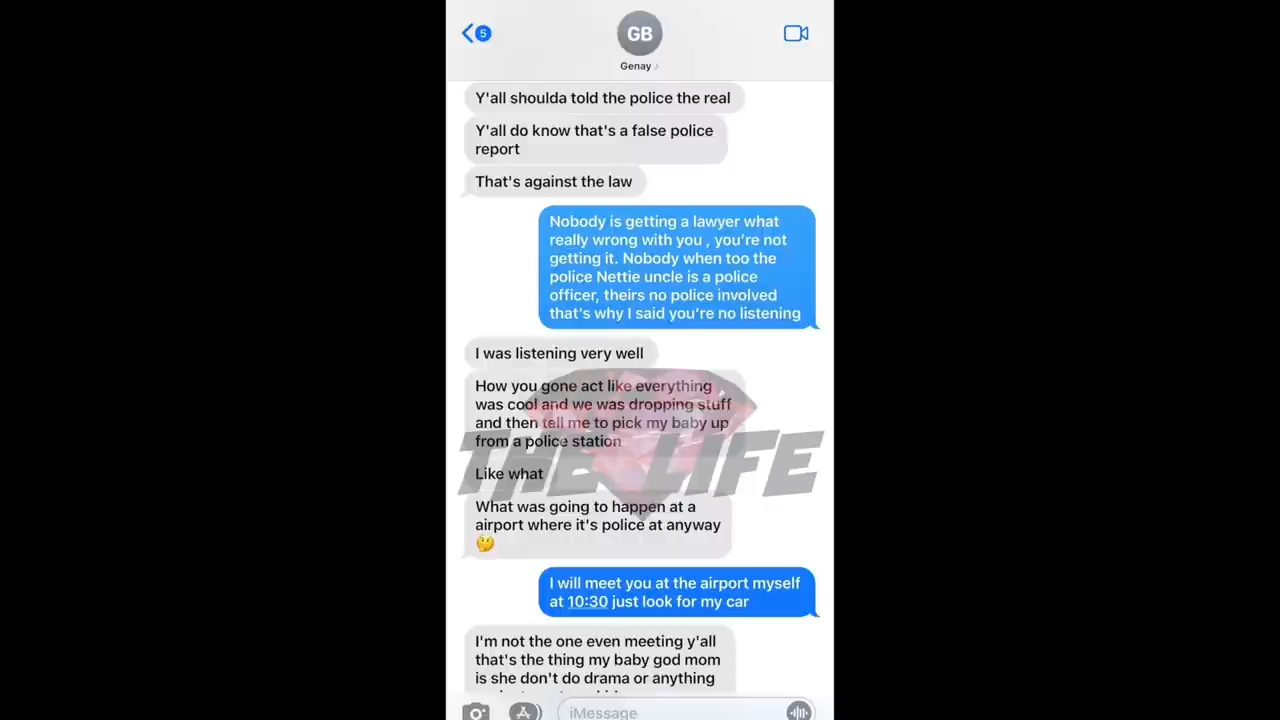 5
GB
Genay
Y'all shoulda told the police the real
Y'all do know that's a false police
report
That's against the law
Nobody is getting a lawyer what
really wrong with you , you're not
getting it. Nobody when too the
police Nettie uncle is a police
officer, theirs no police involved
that's why I said you're no listening
I was listening very well
How you gone act like everything
was cool and we was dropping stuff
and then tell me to pick my baby up
from a police station
Like what
What was going to happen at a
airport where it's police at anyway
🤔
THE LIFE
I will meet you at the airport myself
at 10:30 just look for my car
I'm not the one even meeting y'all
that's the thing my baby god mom
is she don't do drama or anything
iMessage